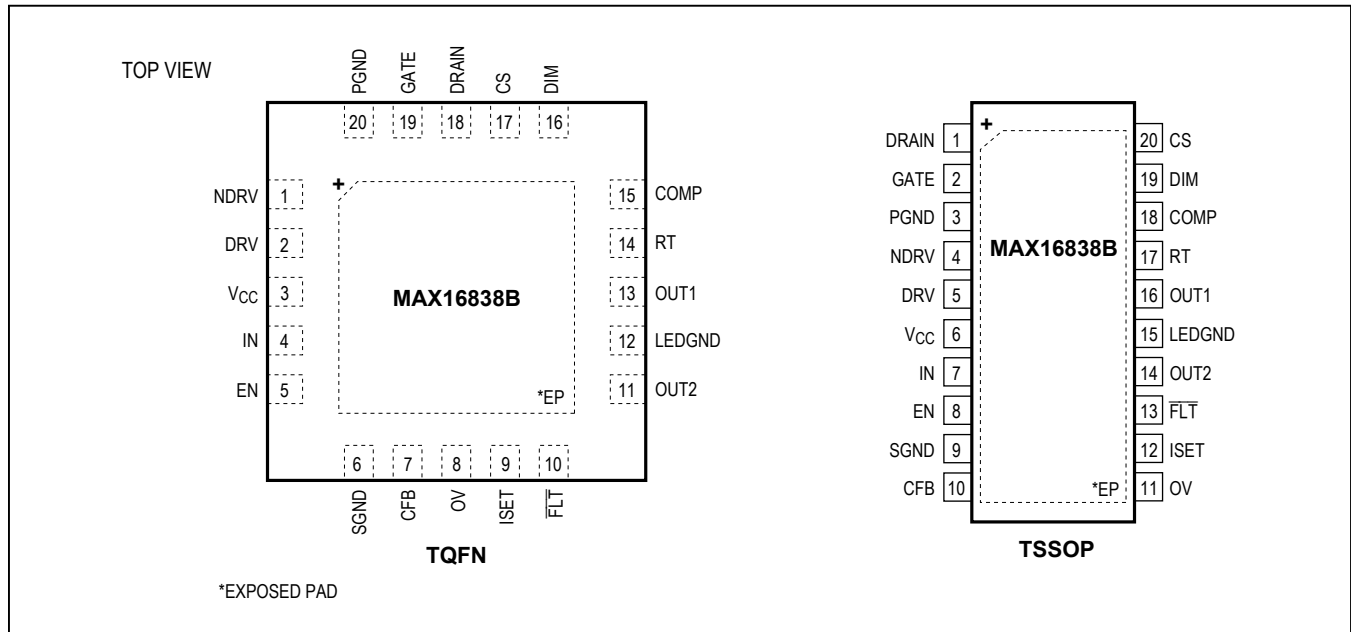 TOP VIEW
PGND GATE DRAIN CS DIM
20 19 18 17 16
+
NDRV 1
DRV 2
VCC 3
IN 4
EN 5
MAX16838B
15 COMP
14 RT
13 OUT1
12 LEDGND
11 OUT2
*EP
6 7 8 9 10
SGND CFB OV ISET F̅L̅T̅
TQFN
*EXPOSED PAD
+
DRAIN 1
GATE 2
PGND 3
NDRV 4
DRV 5
VCC 6
IN 7
EN 8
SGND 9
CFB 10
MAX16838B
20 CS
19 DIM
18 COMP
17 RT
16 OUT1
15 LEDGND
14 OUT2
13 F̅L̅T̅
12 ISET
11 OV
*EP
TSSOP